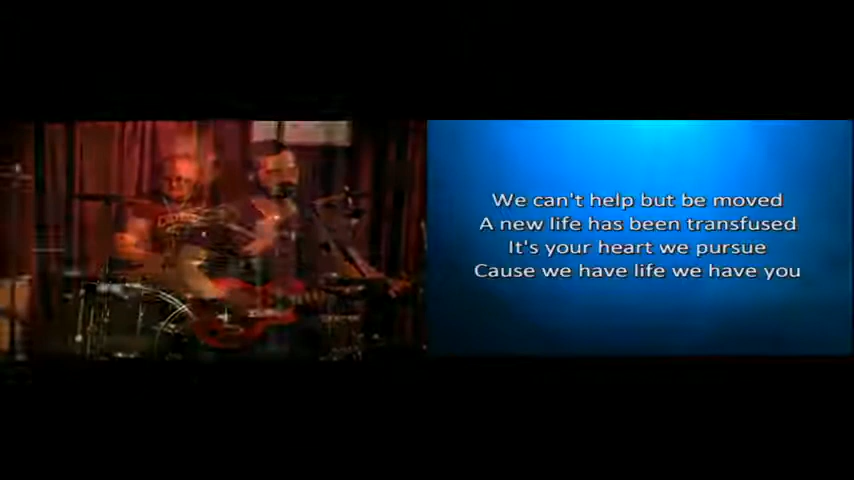 We can't help but be moved
A new life has been transfused
It's your heart we pursue
Cause we have life we have you